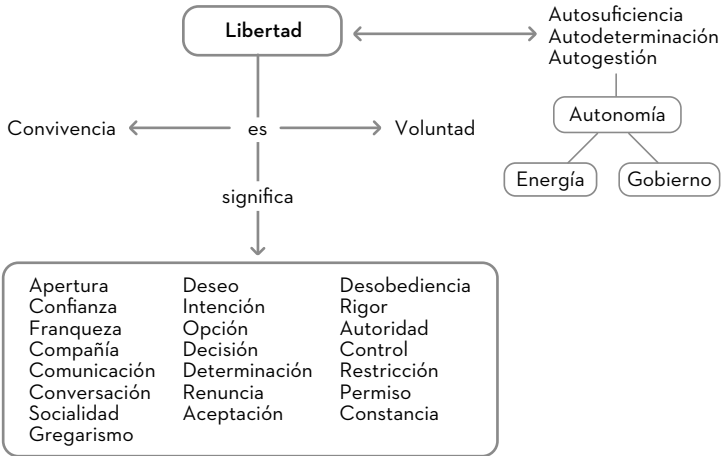 Libertad
Autosuficiencia
Autodeterminación
Autogestión
Autonomía
Energía
Gobierno
Convivencia
es
Voluntad
significa
Apertura
Confianza
Franqueza
Compañía
Comunicación
Conversación
Socialidad
Gregarismo
Deseo
Intención
Opción
Decisión
Determinación
Renuncia
Aceptación
Desobediencia
Rigor
Autoridad
Control
Restricción
Permiso
Constancia